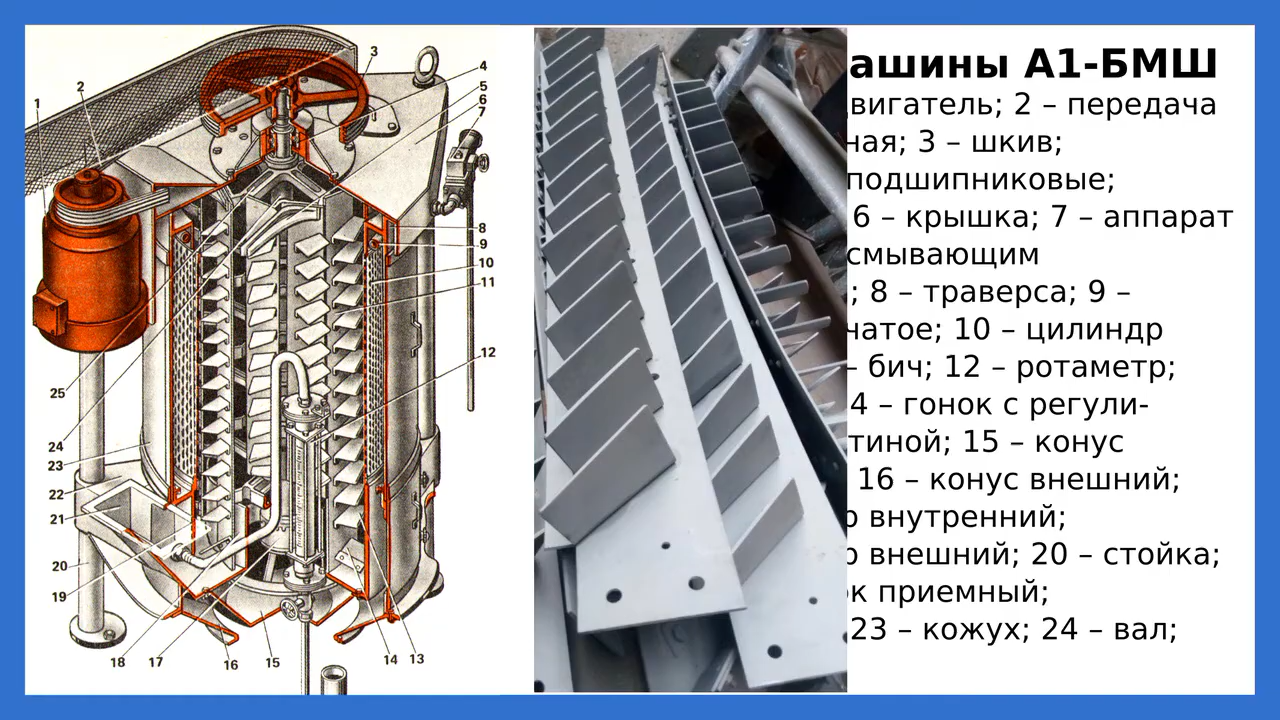 ашины А1-БМШ
вигатель; 2 – передача
ная; 3 – шкив;
подшипниковые;
6 – крышка; 7 – аппарат
смывающим
; 8 – траверса; 9 –
чатое; 10 – цилиндр
– бич; 12 – ротаметр;
4 – гонок с регули-
тиной; 15 – конус
16 – конус внешний;
р внутренний;
р внешний; 20 – стойка;
к приемный;
23 – кожух; 24 – вал;
1
2
3
4
5
6
7
8
9
10
11
12
25
24
23
22
21
20
19
18
17
16
15
14
13